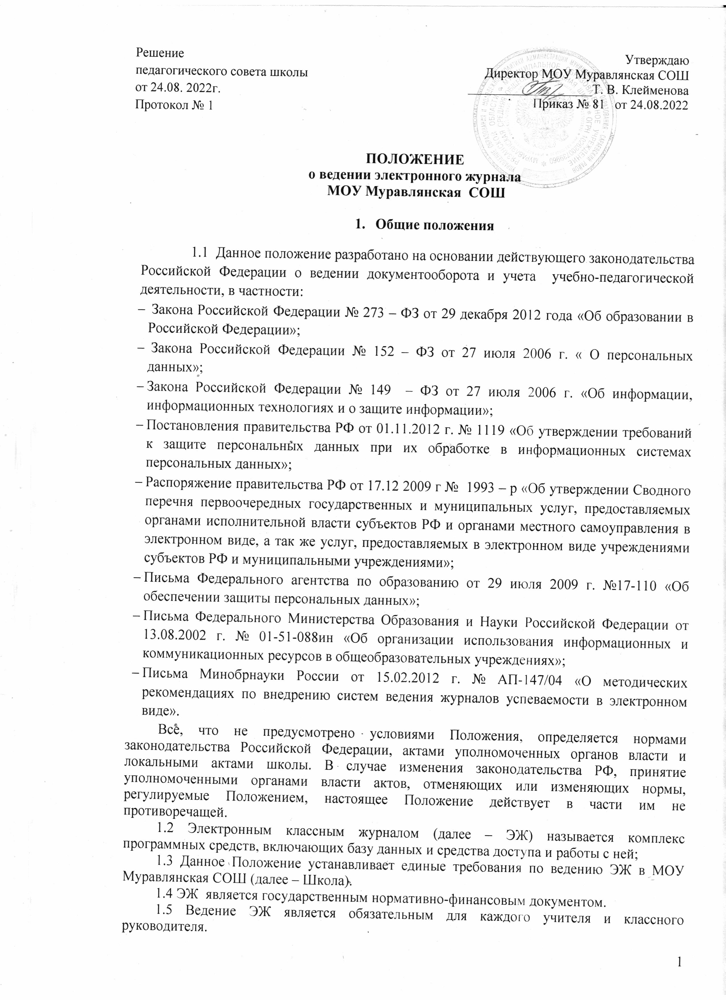 Решение
педагогического совета школы
от 24.08. 2022г.
Протокол № 1
Утверждаю
Директор МОУ Муравлянская СОШ
Т. В. Клейменова
Приказ № 81 от 24.08.2022
ПОЛОЖЕНИЕ
о ведении электронного журнала
МОУ Муравлянская СОШ
1. Общие положения
1.1 Данное положение разработано на основании действующего законодательства
Российской Федерации о ведении документооборота и учета учебно-педагогической
деятельности, в частности:
– Закона Российской Федерации № 273 – ФЗ от 29 декабря 2012 года «Об образовании в
Российской Федерации»;
– Закона Российской Федерации № 152 – ФЗ от 27 июля 2006 г. « О персональных
данных»;
– Закона Российской Федерации № 149 – ФЗ от 27 июля 2006 г. «Об информации,
информационных технологиях и о защите информации»;
– Постановления правительства РФ от 01.11.2012 г. № 1119 «Об утверждении требований
к защите персональных данных при их обработке в информационных системах
персональных данных»;
– Распоряжение правительства РФ от 17.12 2009 г № 1993 – р «Об утверждении Сводного
перечня первоочередных государственных и муниципальных услуг, предоставляемых
органами исполнительной власти субъектов РФ и органами местного самоуправления в
электронном виде, а так же услуг, предоставляемых в электронном виде учреждениями
субъектов РФ и муниципальными учреждениями»;
– Письма Федерального агентства по образованию от 29 июля 2009 г. №17-110 «Об
обеспечении защиты персональных данных»;
– Письма Федерального Министерства Образования и Науки Российской Федерации от
13.08.2002 г. № 01-51-088ин «Об организации использования информационных и
коммуникационных ресурсов в общеобразовательных учреждениях»;
– Письма Минобрнауки России от 15.02.2012 г. № АП-147/04 «О методических
рекомендациях по внедрению систем ведения журналов успеваемости в электронном
виде».
Всё, что не предусмотрено условиями Положения, определяется нормами
законодательства Российской Федерации, актами уполномоченных органов власти и
локальными актами школы. В случае изменения законодательства РФ, принятие
уполномоченными органами власти актов, отменяющих или изменяющих нормы,
регулируемые Положением, настоящее Положение действует в части им не
противоречащей.
1.2 Электронным классным журналом (далее – ЭЖ) называется комплекс
программных средств, включающих базу данных и средства доступа и работы с ней;
1.3 Данное Положение устанавливает единые требования по ведению ЭЖ в МОУ
Муравлянская СОШ (далее – Школа).
1.4 ЭЖ является государственным нормативно-финансовым документом.
1.5 Ведение ЭЖ является обязательным для каждого учителя и классного
руководителя.
1